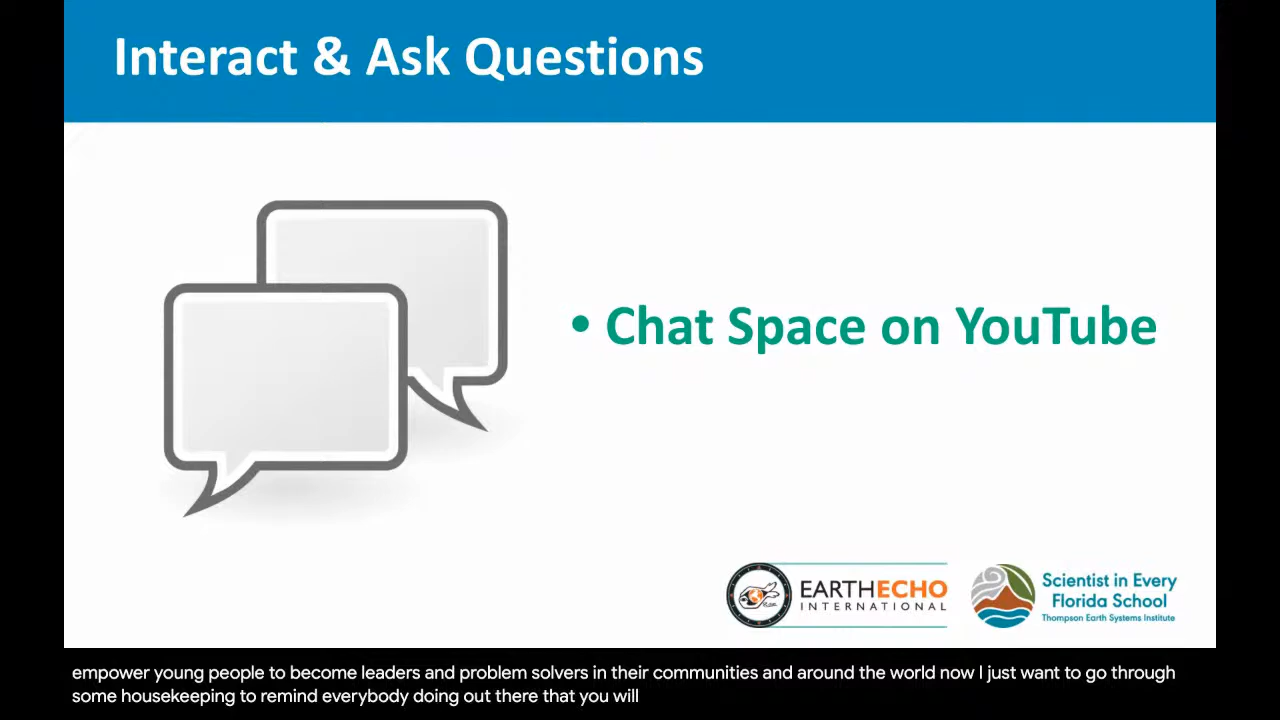 Interact & Ask Questions
• Chat Space on YouTube
EARTHECHO
INTERNATIONAL
Scientist in Every
Florida School
Thompson Earth Systems Institute
empower young people to become leaders and problem solvers in their communities and around the world now I just want to go through
some housekeeping to remind everybody doing out there that you will